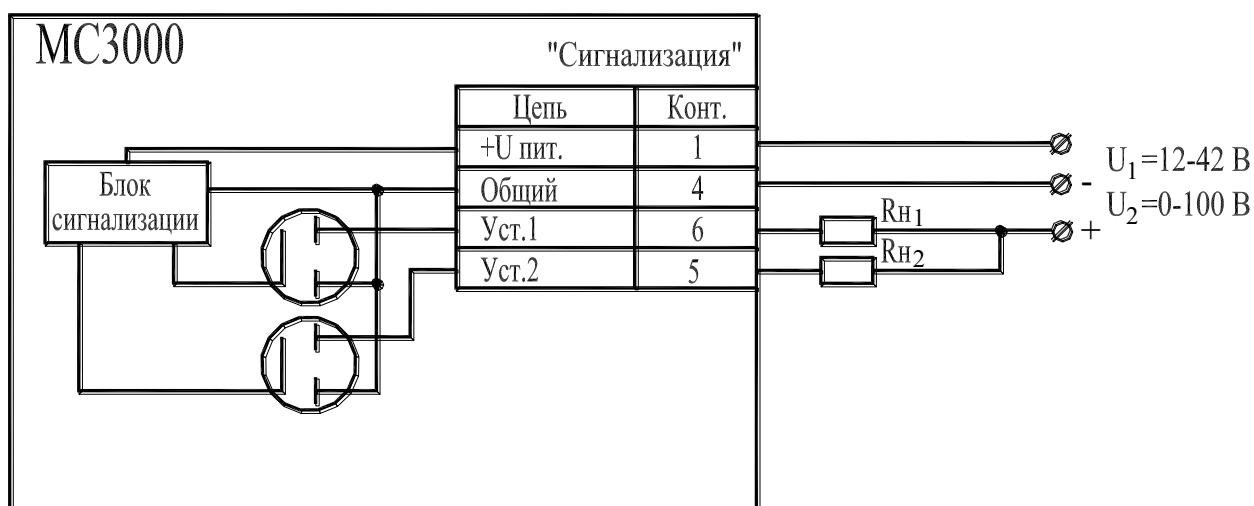 МС3000
"Сигнализация"
Цепь Конт.
+U пит. 1
Общий 4
Уст.1 6
Уст.2 5
Блок
сигнализации
Rн1
Rн2
U1=12-42 В
-
U2=0-100 В
+